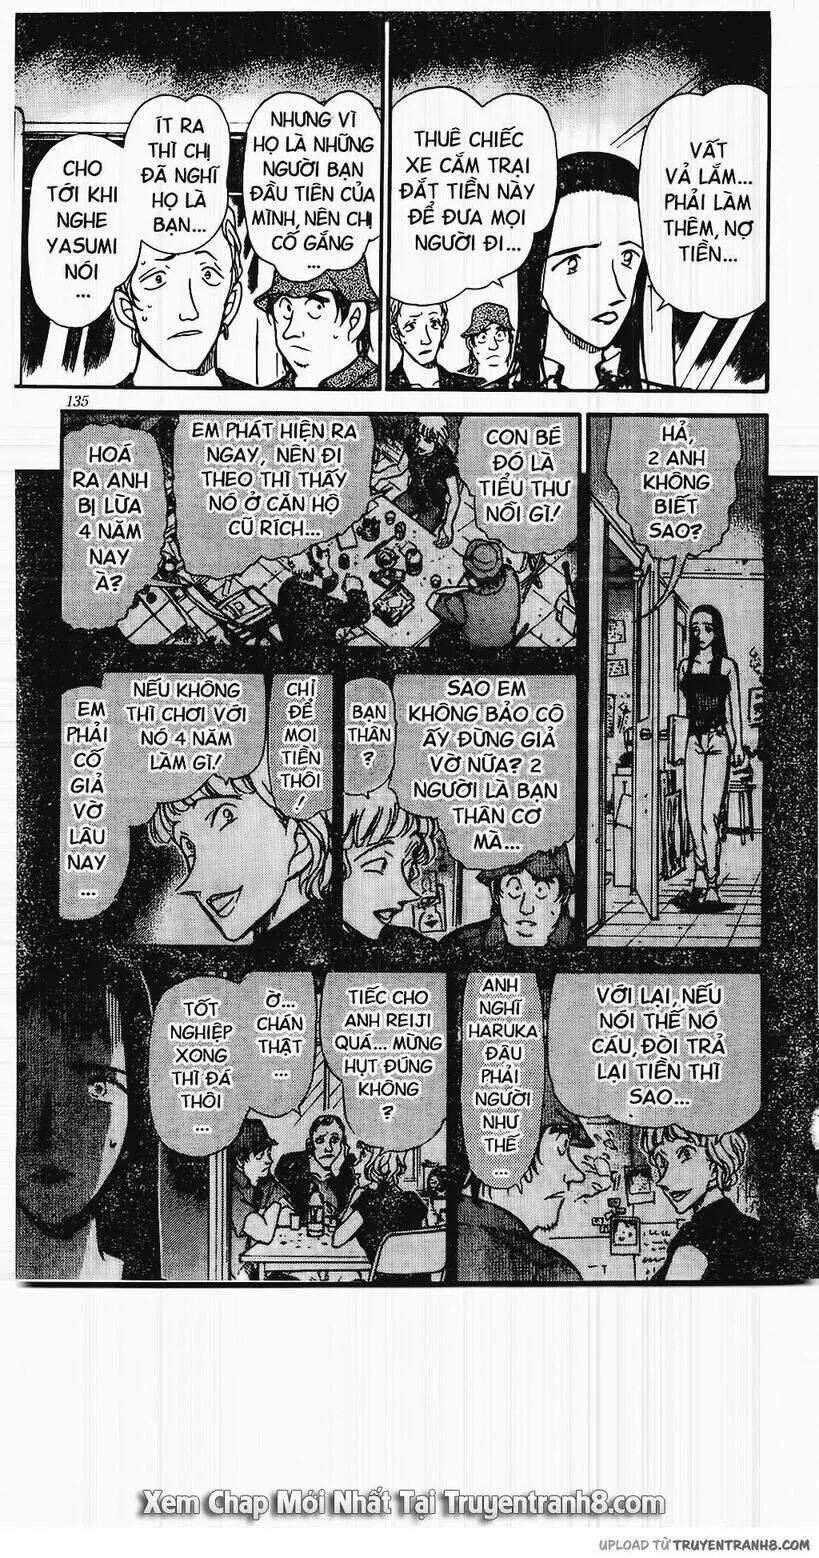 VẤT
VẢ LẮM...
PHẢI LÀM
THÊM, NỢ
TIỀN...
THUÊ CHIẾC
XE CẮM TRẠI
ĐẮT TIỀN NÀY
ĐỂ ĐƯA MỌI
NGƯỜI ĐI...
NHƯNG VÌ
HỌ LÀ NHỮNG
NGƯỜI BẠN
ĐẦU TIÊN CỦA
MÌNH, NÊN CHỊ
CỐ GẮNG
...
ÍT RA
THÌ CHỊ
ĐÃ NGHĨ
HỌ LÀ
BẠN...
CHO
TỚI KHI
NGHE
YASUMI
NÓI
...
135
HẢ,
2 ANH
KHÔNG
BIẾT
SAO?
CON BÉ
ĐÓ LÀ
TIỂU THƯ
NỔI GÌ!
EM PHÁT HIỆN RA
NGAY, NÊN ĐI
THEO THÌ THẤY
NÓ Ở CĂN HỘ
CŨ RÍCH...
HOÁ
RA ANH
BỊ LỪA
4 NĂM
NAY
À?
SAO EM
KHÔNG BẢO CÔ
ẤY ĐỪNG GIẢ
VỜ NỮA? 2
NGƯỜI LÀ BẠN
THÂN CƠ
MÀ...
BẠN
THÂN
?
CHỈ
ĐỂ
MOI
TIỀN
THÔI
!
NẾU KHÔNG
THÌ CHƠI VỚI
NÓ 4 NĂM
LÀM GÌ!
EM
PHẢI
CỐ
GIẢ
VỜ
LÂU
NAY
...
VỚI LẠI, NẾU
NÓI THẾ NÓ
CÁU, ĐÒI TRẢ
LẠI TIỀN THÌ
SAO...
ANH
NGHĨ
HARUKA
ĐÂU
PHẢI
NGƯỜI
NHƯ
THẾ
...
TIẾC CHO
ANH REIJI
QUÁ... MỪNG
HỤT ĐÚNG
KHÔNG
?
Ờ...
CHÁN
THẬT
...
TỐT
NGHIỆP
XONG
THÌ ĐÁ
THÔI
...
Xem Chap Mới Nhất Tại Truyentranh8.com
UPLOAD TỪ TRUYENTRANH8.COM